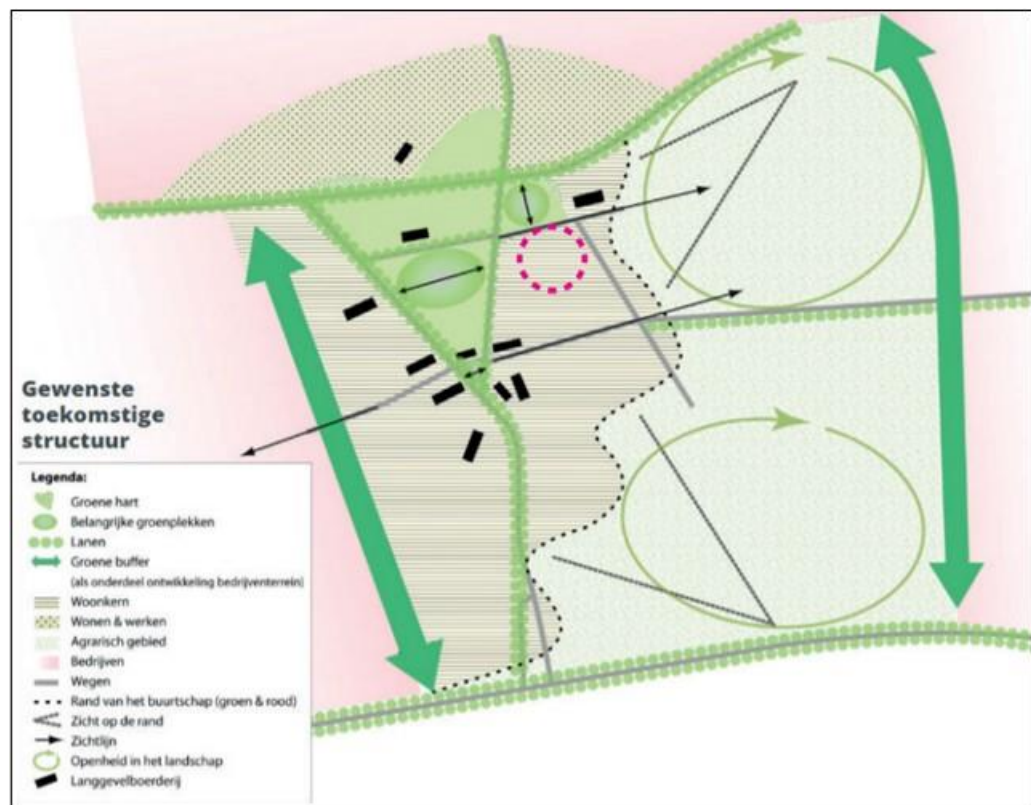 Gewenste
toekomstige
structuur
Legenda:
Groene hart
Belangrijke groenplekken
Lanen
Groene buffer
(als onderdeel ontwikkeling bedrijventerrein)
Woonkern
Wonen & werken
Agrarisch gebied
Bedrijven
Wegen
Rand van het buurtschap (groen & rood)
Zicht op de rand
Zichtlijn
Openheid in het landschap
Langgevelboerderij